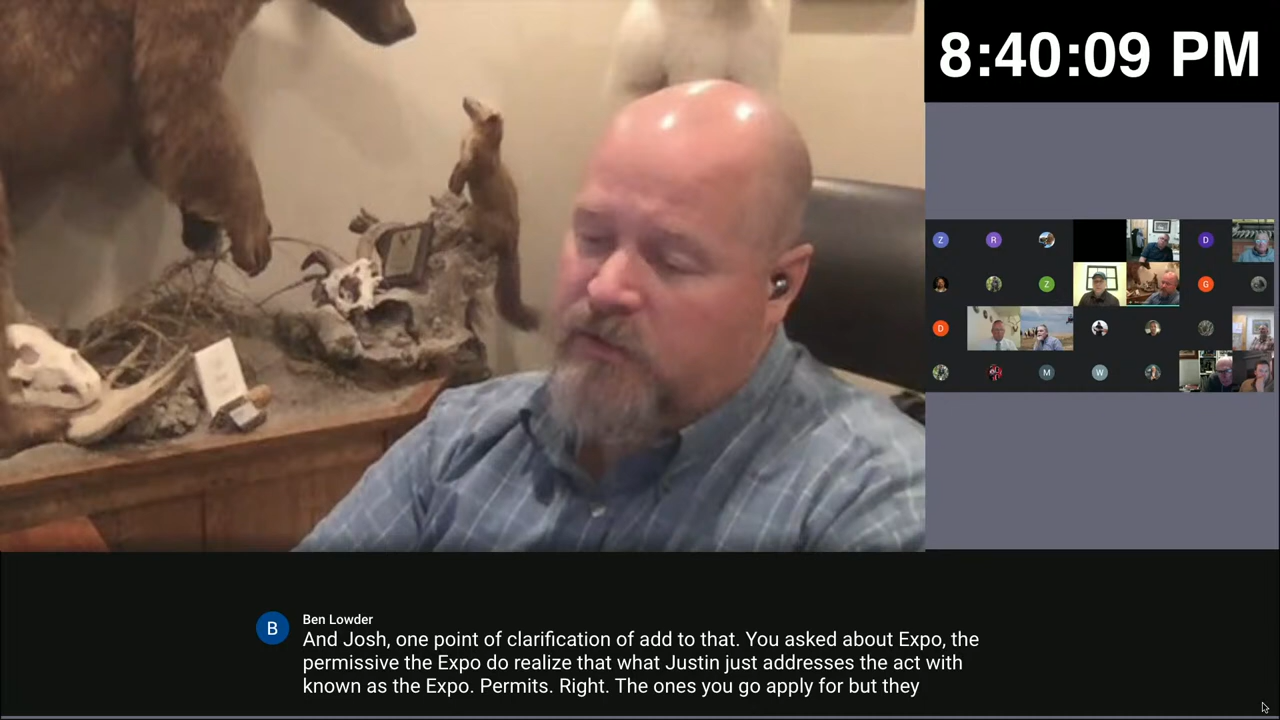 8:40:09 PM
Z
R
D
Z
G
D
M
W
B
Ben Lowder
And Josh, one point of clarification of add to that. You asked about Expo, the
permissive the Expo do realize that what Justin just addresses the act with
known as the Expo. Permits. Right. The ones you go apply for but they